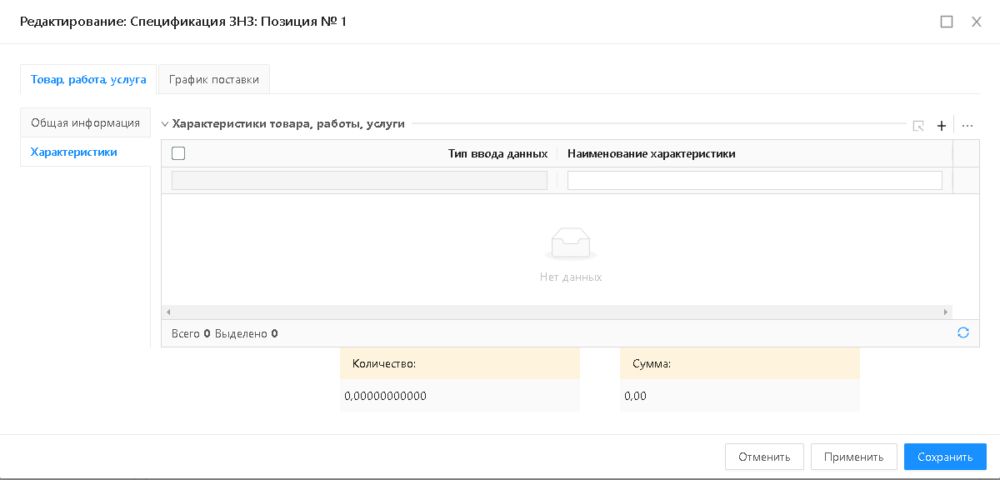 Редактирование: Спецификация ЗНЗ: Позиция № 1
Товар, работа, услуга
График поставки
Общая информация
Характеристики
Характеристики товара, работы, услуги
Тип ввода данных
Наименование характеристики
Нет данных
Всего 0 Выделено 0
Количество:
Сумма:
0,00000000000
0,00
Отменить
Применить
Сохранить